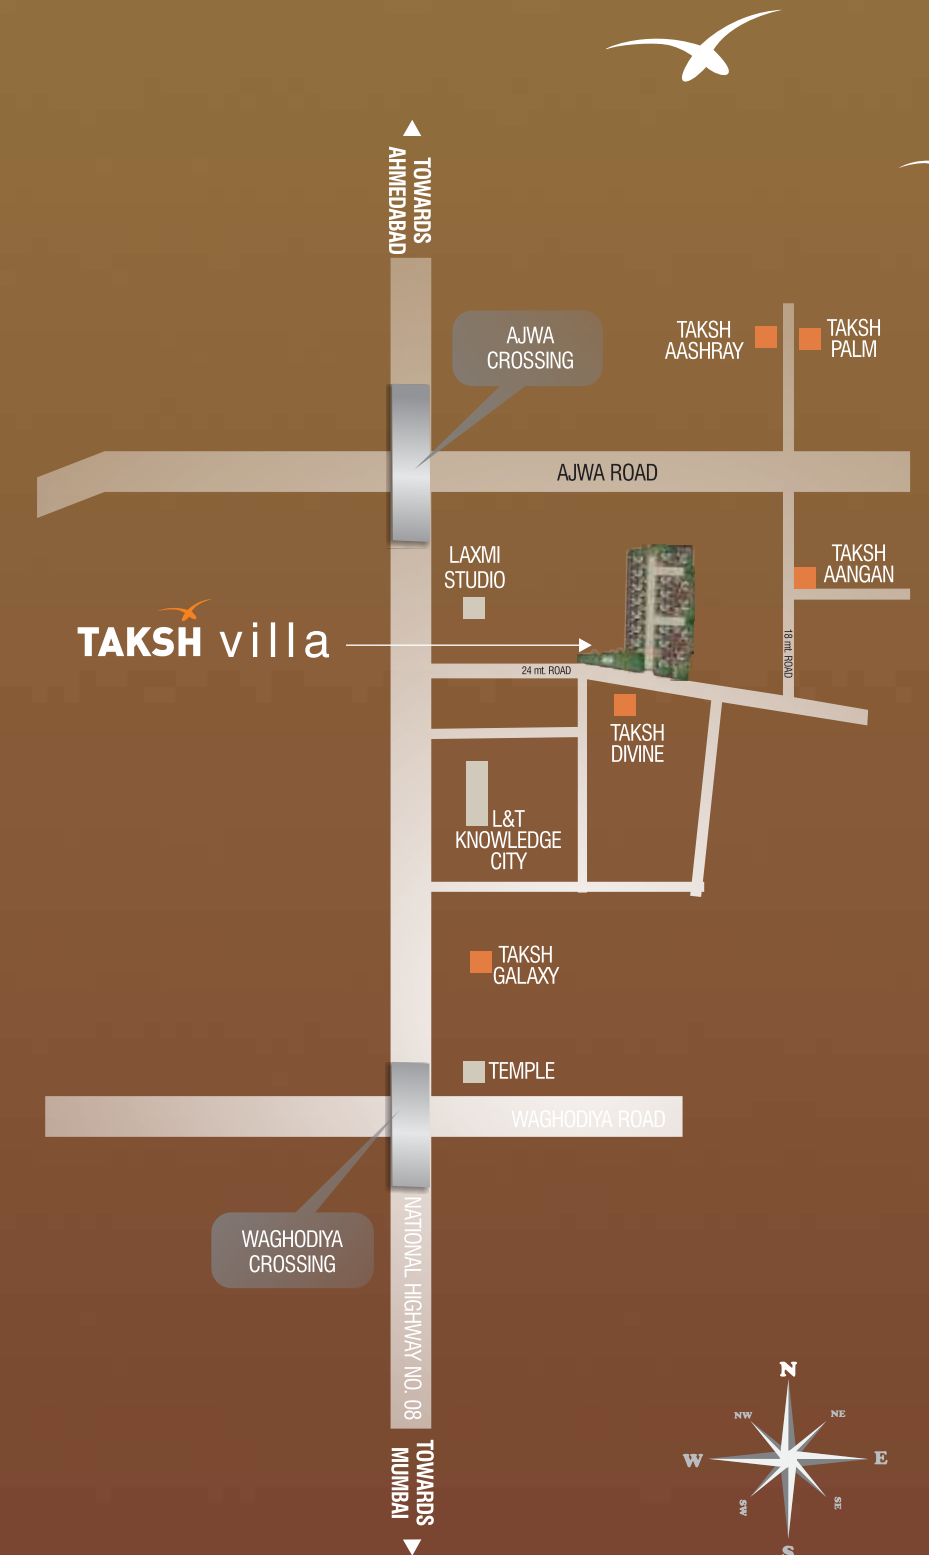 TOWARDS
AHMEDABAD
AJWA
CROSSING
TAKSH
AASHRAY
TAKSH
PALM
AJWA ROAD
LAXMI
STUDIO
TAKSH
AANGAN
TAKSH villa
24 mt. ROAD
18 mt. ROAD
TAKSH
DIVINE
L&T
KNOWLEDGE
CITY
TAKSH
GALAXY
TEMPLE
WAGHODIYA ROAD
WAGHODIYA
CROSSING
NATIONAL HIGHWAY NO. 08
TOWARDS
MUMBAI
N
NW
NE
W
E
SW
SE
S